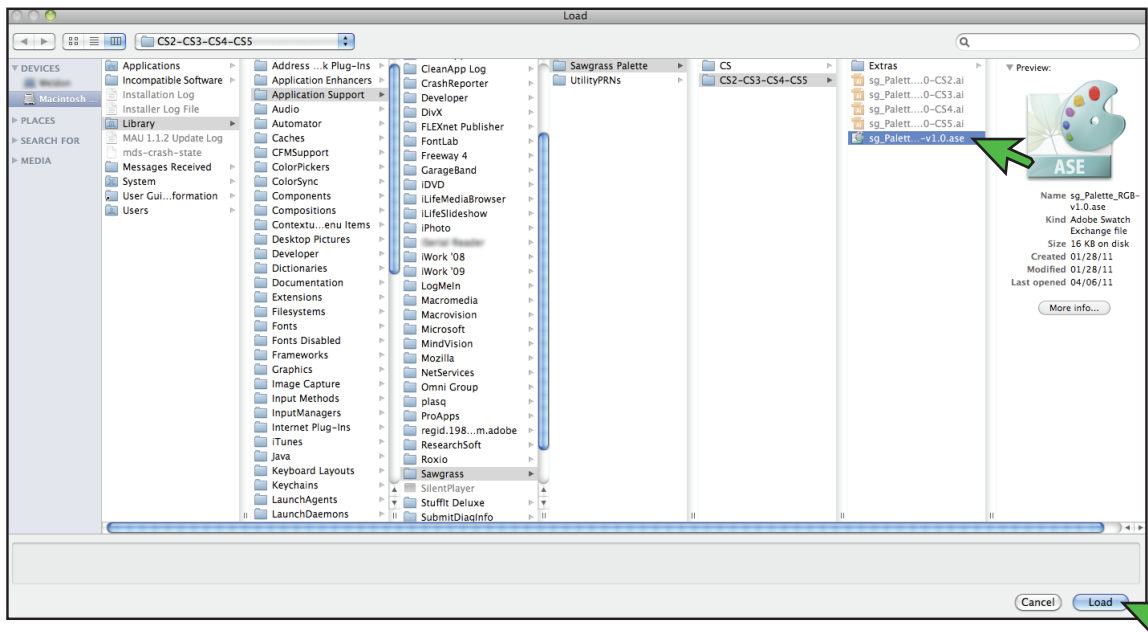 Load
CS2-CS3-CS4-CS5
DEVICES
Macintosh ...
PLACES
SEARCH FOR
MEDIA
Applications
Incompatible Software
Installation Log
Installer Log File
Library
MAU 1.1.2 Update Log
mds-crash-state
Messages Received
System
User Gui...formation
Users
Address ...k Plug-Ins
Application Enhancers
Application Support
Audio
Automator
Caches
CFMSupport
ColorPickers
ColorSync
Components
Compositions
Contextu...enu Items
Desktop Pictures
Developer
Dictionaries
Documentation
Extensions
Filesystems
Fonts
Fonts Disabled
Frameworks
Graphics
Image Capture
Input Methods
InputManagers
Internet Plug-Ins
iTunes
Java
Keyboard Layouts
Keychains
LaunchAgents
LaunchDaemons
CleanApp Log
CrashReporter
Developer
DivX
FLEXnet Publisher
FontLab
Freeway 4
GarageBand
iDVD
iLifeMediaBrowser
iLifeSlideshow
iPhoto
iWork '08
iWork '09
LogMeIn
Macromedia
Macrovision
Microsoft
MindVision
Mozilla
NetServices
Omni Group
plasq
ProApps
regid.198...m.adobe
ResearchSoft
Roxio
Sawgrass
SilentPlayer
StuffIt Deluxe
SubmitDiagInfo
Sawgrass Palette
UtilityPRNs
CS
CS2-CS3-CS4-CS5
Extras
sg_Palett....0-CS2.ai
sg_Palett....0-CS3.ai
sg_Palett....0-CS4.ai
sg_Palett....0-CS5.ai
sg_Palett...-v1.0.ase
Preview:
ASE
Name sg_Palette_RGB-
v1.0.ase
Kind Adobe Swatch
Exchange file
Size 16 KB on disk
Created 01/28/11
Modified 01/28/11
Last opened 04/06/11
More info...
Cancel
Load